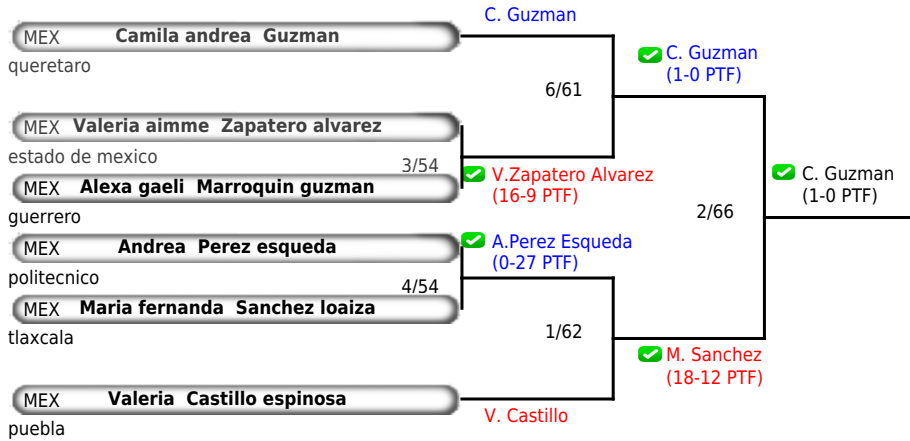 C. Guzman
MEX Camila andrea Guzman
queretaro
C. Guzman
(1-0 PTF)
6/61
MEX Valeria aimme Zapatero alvarez
estado de mexico
3/54
V.Zapatero Alvarez
(16-9 PTF)
MEX Alexa gaeli Marroquin guzman
guerrero
C. Guzman
(1-0 PTF)
2/66
MEX Andrea Perez esqueda
politecnico
A.Perez Esqueda
(0-27 PTF)
4/54
MEX Maria fernanda Sanchez loaiza
tlaxcala
1/62
M. Sanchez
(18-12 PTF)
MEX Valeria Castillo espinosa
puebla
V. Castillo